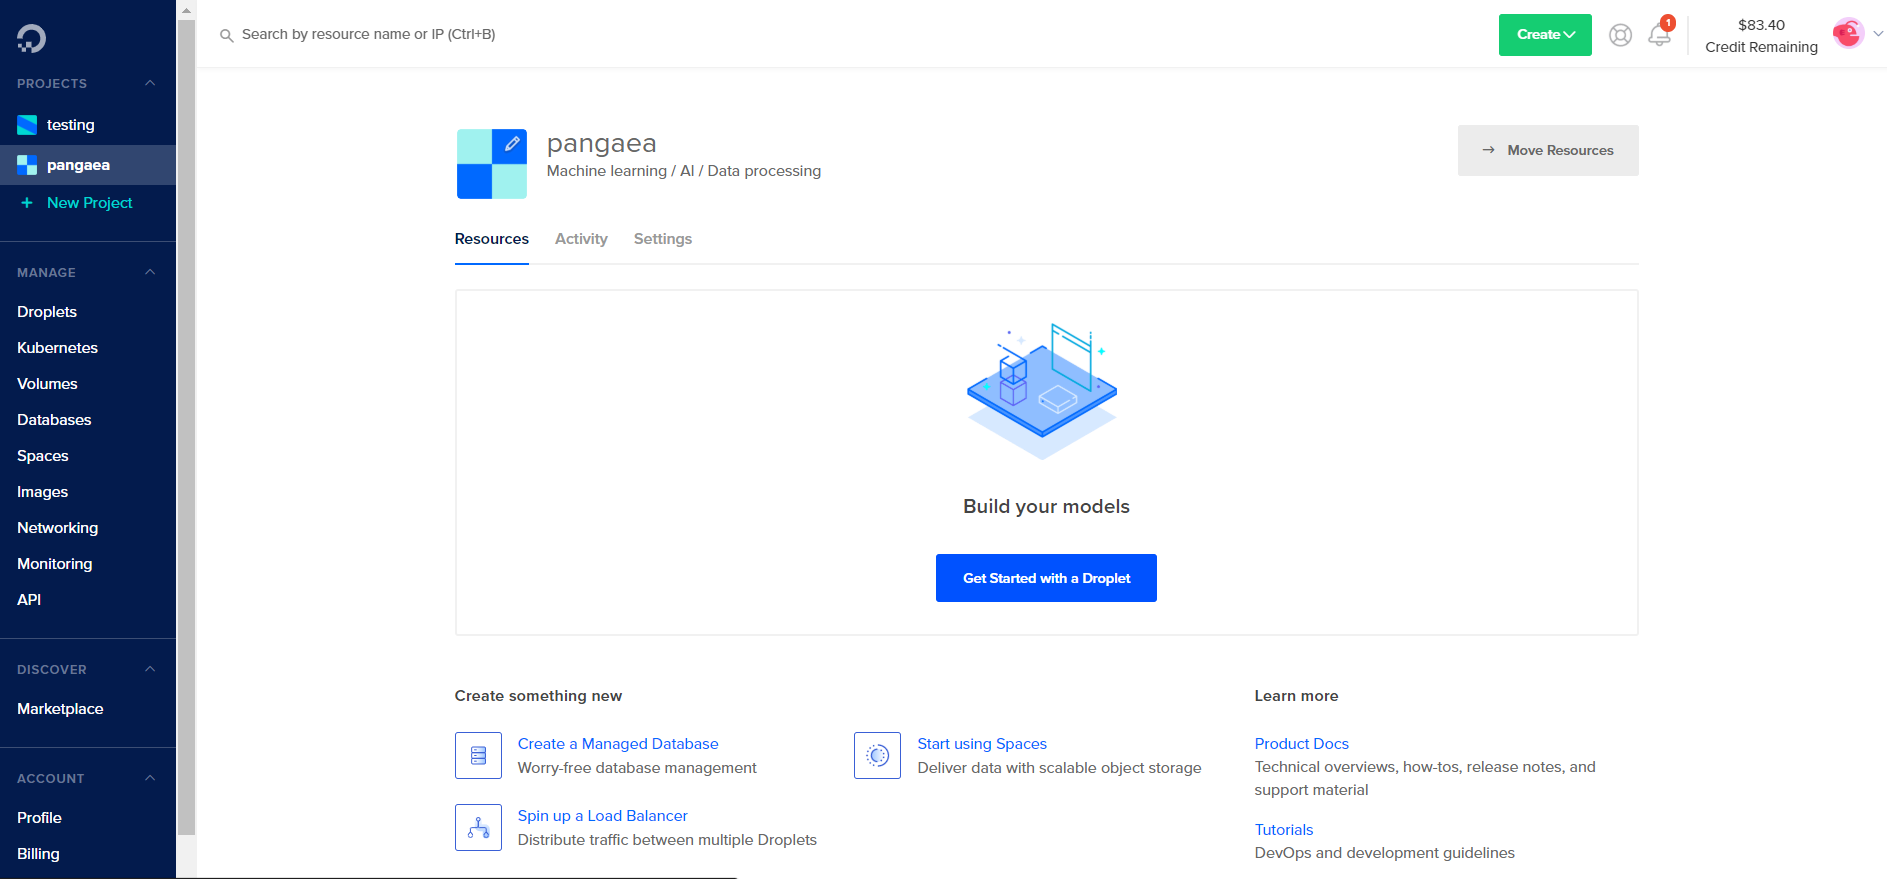 Search by resource name or IP (Ctrl+B)
Create
1
$83.40
Credit Remaining
PROJECTS
testing
pangaea
+ New Project
MANAGE
Droplets
Kubernetes
Volumes
Databases
Spaces
Images
Networking
Monitoring
API
DISCOVER
Marketplace
ACCOUNT
Profile
Billing
pangaea
Machine learning / AI / Data processing
→ Move Resources
Resources Activity Settings
Build your models
Get Started with a Droplet
Create something new
Create a Managed Database
Worry-free database management
Start using Spaces
Deliver data with scalable object storage
Spin up a Load Balancer
Distribute traffic between multiple Droplets
Learn more
Product Docs
Technical overviews, how-tos, release notes, and
support material
Tutorials
DevOps and development guidelines